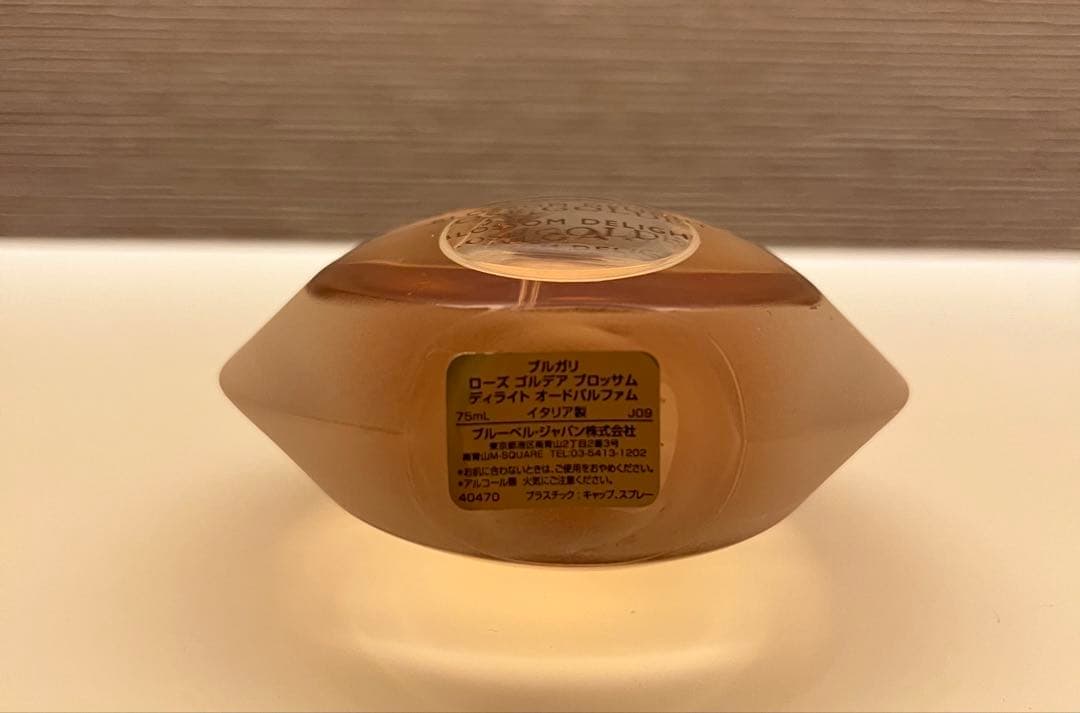 BLOSSOM DELIGH
GOLD
ブルガリ
ローズ ゴルデア ブロッサム
ディライト オードパルファム
75mL イタリア製 J09
ブルーベル・ジャパン株式会社
東京都港区南青山2丁目2番3号
南青山M-SQUARE TEL:03-5413-1202
*お肌に合わないときは、ご使用をおやめください。
*アルコール類 火気にご注意ください。
40470 プラスチック:キャップ、スプレー